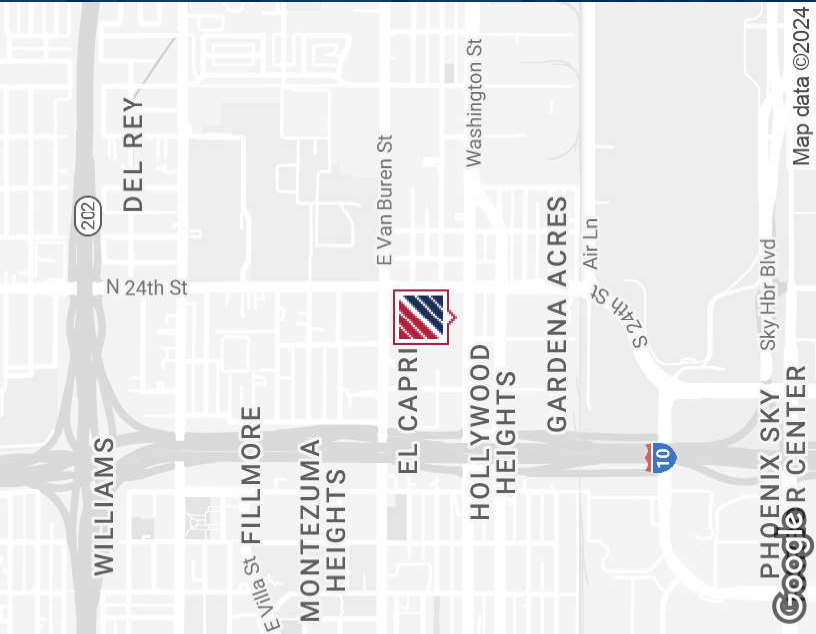 202
WILLIAMS
DEL REY
N 24th St
E Villa St
FILLMORE
MONTEZUMA
HEIGHTS
E Van Buren St
EL CAPRI
Washington St
HOLLYWOOD
HEIGHTS
GARDENA ACRES
Air Ln
S 24th St
10
Sky Hbr Blvd
PHOENIX SKY
CENTER
Google
Map data ©2024